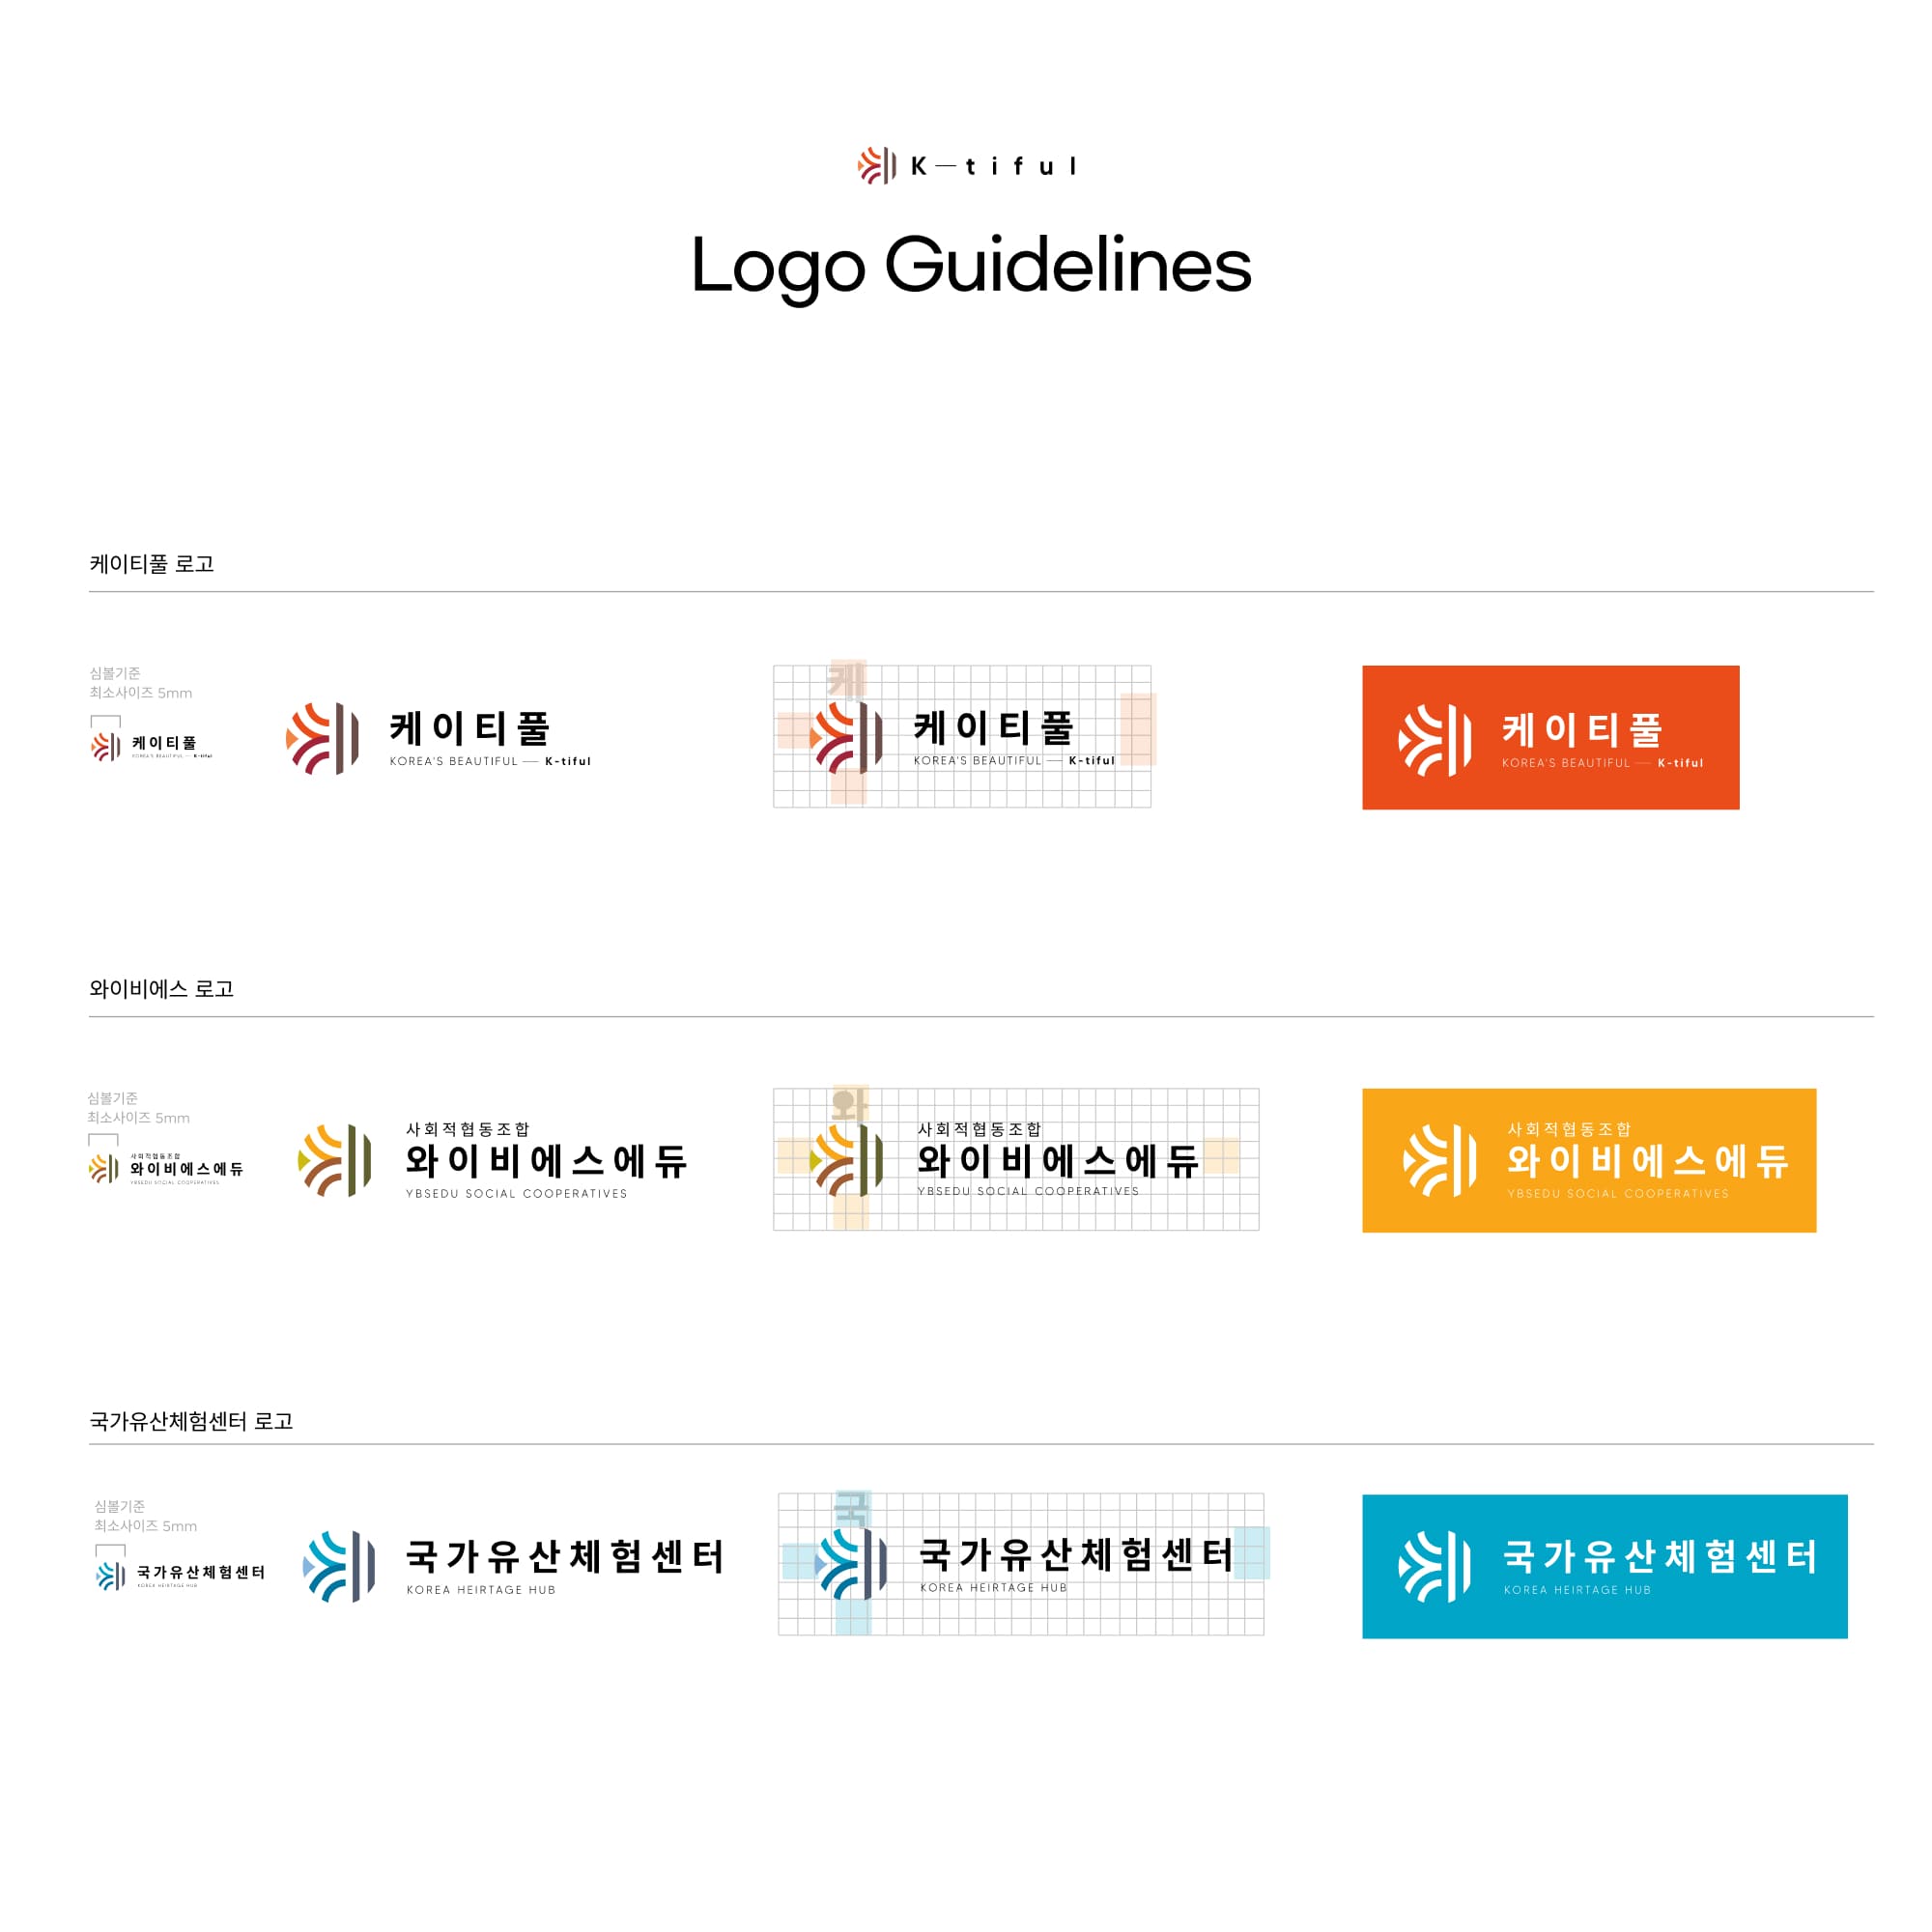 K—tiful
Logo Guidelines
케이티풀 로고
심볼기준
최소사이즈 5mm
케이티풀
KOREA'S BEAUTIFUL — K-tiful
케이티풀
KOREA'S BEAUTIFUL — K-tiful
케
케이티풀
KOREA'S BEAUTIFUL — K-tiful
케이티풀
KOREA'S BEAUTIFUL — K-tiful
와이비에스 로고
심볼기준
최소사이즈 5mm
사회적협동조합
와이비에스에듀
YBSEDU SOCIAL COOPERATIVES
사회적협동조합
와이비에스에듀
YBSEDU SOCIAL COOPERATIVES
와
사회적협동조합
와이비에스에듀
YBSEDU SOCIAL COOPERATIVES
사회적협동조합
와이비에스에듀
YBSEDU SOCIAL COOPERATIVES
국가유산체험센터 로고
심볼기준
최소사이즈 5mm
국가유산체험센터
KOREA HEIRTAGE HUB
국가유산체험센터
KOREA HEIRTAGE HUB
국
국가유산체험센터
KOREA HEIRTAGE HUB
국가유산체험센터
KOREA HEIRTAGE HUB